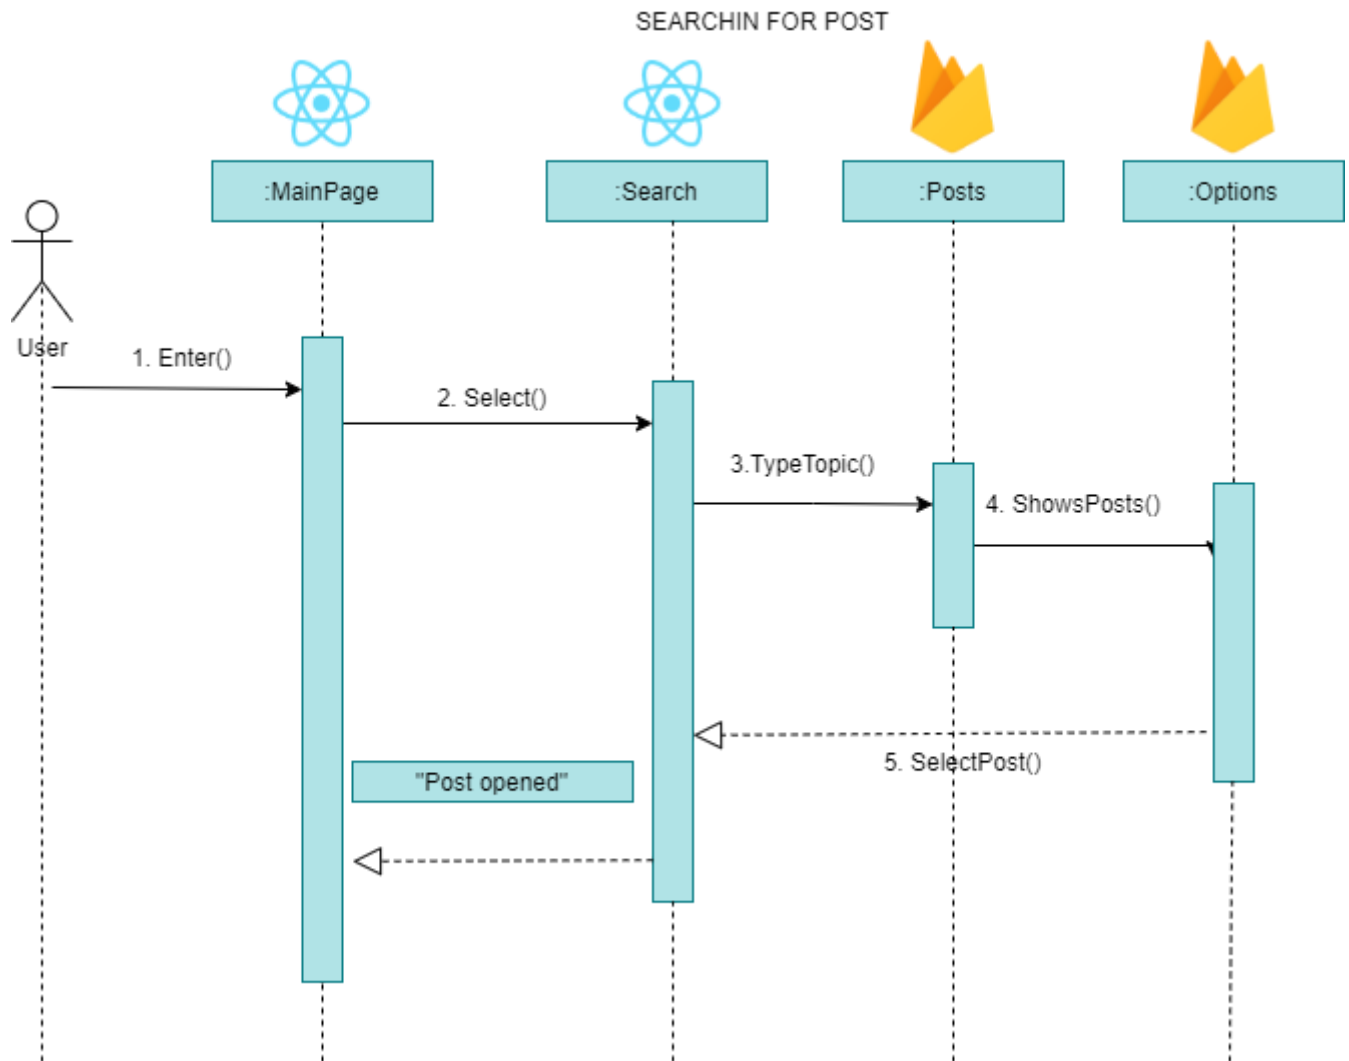 SEARCHIN FOR POST
:MainPage
:Search
:Posts
:Options
User
1. Enter()
2. Select()
3.TypeTopic()
4. ShowsPosts()
5. SelectPost()
"Post opened"